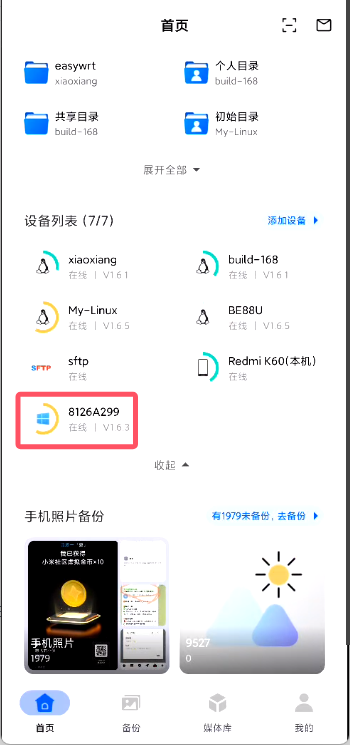 首页
easywrt
xiaoxiang
个人目录
build-168
共享目录
build-168
初始目录
My-Linux
展开全部
设备列表 (7/7)
添加设备
xiaoxiang
在线 | V1.6.1
build-168
在线 | V1.6.1
My-Linux
在线 | V1.6.5
BE88U
在线 | V1.6.5
SFTP
sftp
在线
Redmi K60(本机)
在线
8126A299
在线 | V1.6.3
收起
手机照片备份
有1979未备份，去备份
您已获得
小米社区虚拟金币×10
手机照片
1979
9527
0
首页
备份
媒体库
我的